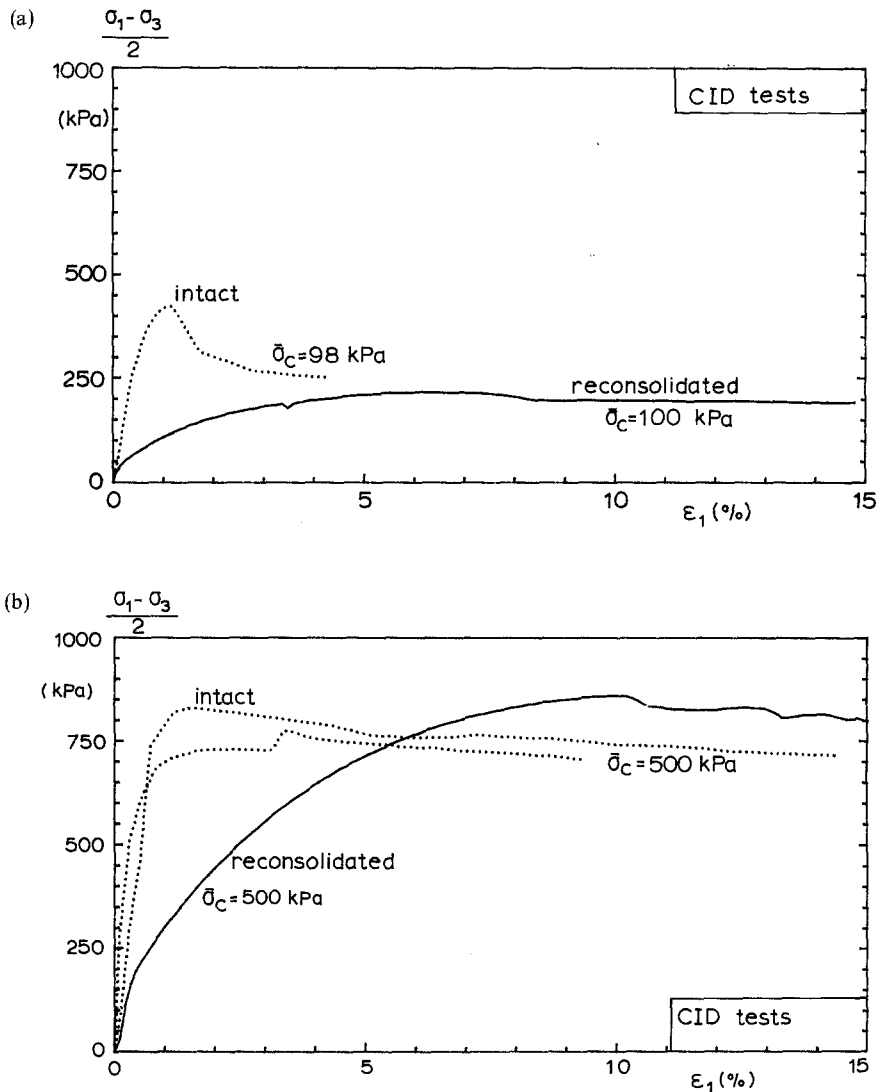 (a)
σ₁ - σ₃
2
1000
(kPa)
750
500
250
0
CID tests
intact
σ̄c=98 kPa
reconsolidated
σ̄c=100 kPa
0 5 10 15
ε₁ (%)
(b)
σ₁ - σ₃
2
1000
(kPa)
750
500
250
0
intact
σ̄c=500 kPa
reconsolidated
σ̄c=500 kPa
CID tests
0 5 10 15
ε₁ (%)